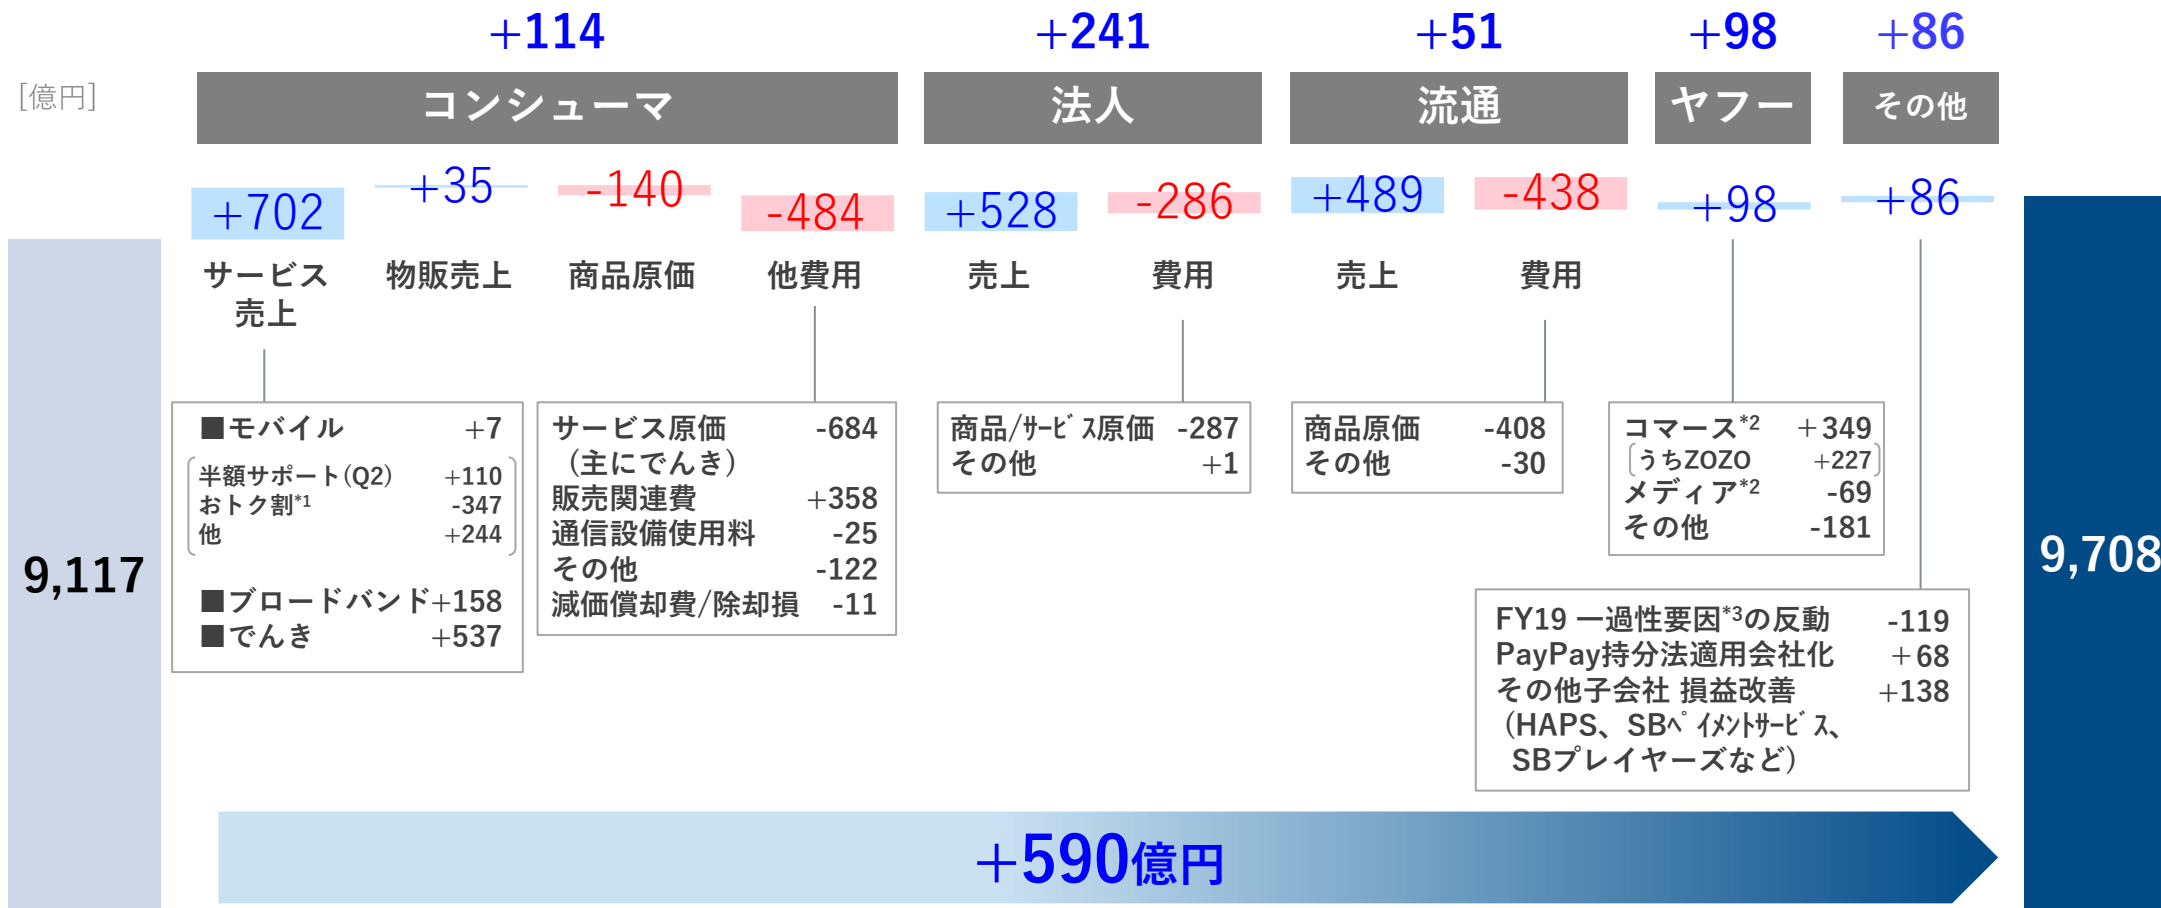 +114
+241
+51
+98
+86
[億円]
コンシューマ
法人
流通
ヤフー
その他
+702
+35
-140
-484
+528
-286
+489
-438
+98
+86
サービス
売上
物販売上
商品原価
他費用
売上
費用
売上
費用
9,117
■モバイル +7
半額サポート(Q2) +110
おトク割*1 -347
他 +244
■ブロードバンド+158
■でんき +537
サービス原価 -684
（主にでんき）
販売関連費 +358
通信設備使用料 -25
その他 -122
減価償却費/除却損 -11
商品/ｻｰﾋﾞｽ原価 -287
その他 +1
商品原価 -408
その他 -30
コマース*2 +349
うちZOZO +227
メディア*2 -69
その他 -181
FY19 一過性要因*3の反動 -119
PayPay持分法適用会社化 +68
その他子会社 損益改善 +138
（HAPS、SBﾍﾟｲﾒﾝﾄｻｰﾋﾞｽ、
SBプレイヤーズなど）
9,708
+590億円